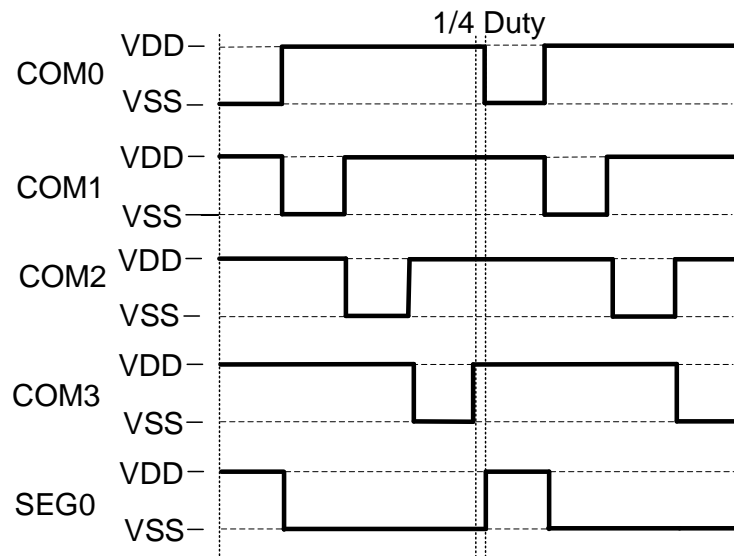 1/4 Duty
VDD
COM0
VSS
VDD
COM1
VSS
VDD
COM2
VSS
VDD
COM3
VSS
VDD
SEG0
VSS